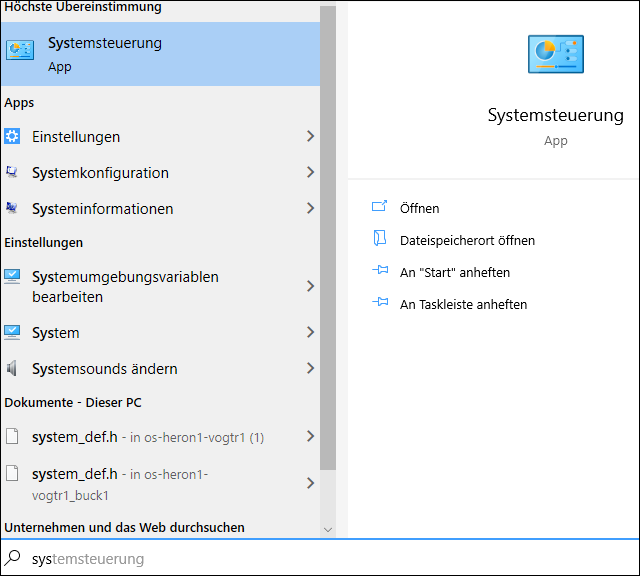 Höchste Übereinstimmung
Systemsteuerung
App
Apps
Einstellungen
Systemkonfiguration
Systeminformationen
Einstellungen
Systemumgebungsvariablen
bearbeiten
System
Systemsounds ändern
Dokumente - Dieser PC
system_def.h - in os-heron1-vogtr1 (1)
system_def.h - in os-heron1-
vogtr1_buck1
Unternehmen und das Web durchsuchen
systemsteuerung
Systemsteuerung
App
Öffnen
Dateispeicherort öffnen
An "Start" anheften
An Taskleiste anheften